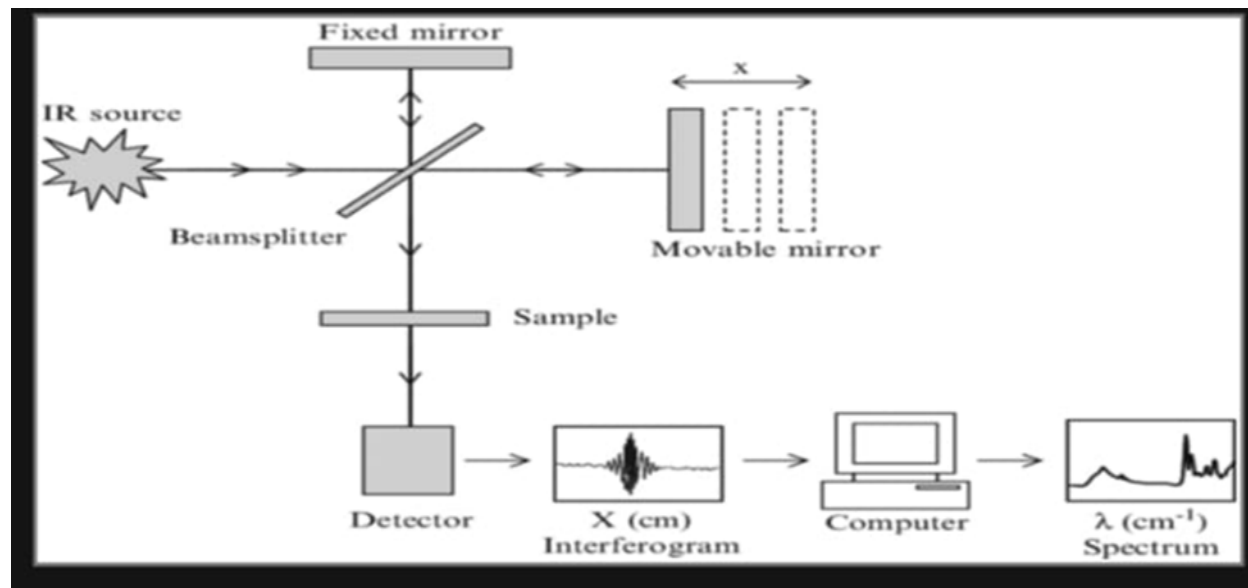 Fixed mirror
x
IR source
Beamsplitter
Movable mirror
Sample
Detector
X (cm)
Interferogram
Computer
λ (cm-1)
Spectrum